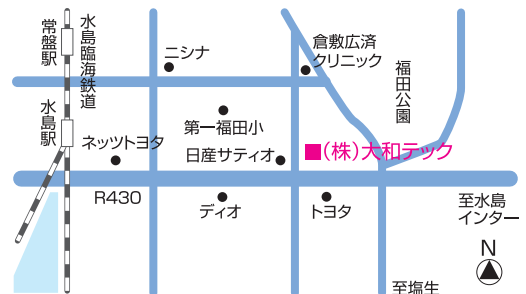 水島臨海鉄道
常盤駅
水島駅
ニシナ
倉敷広済
クリニック
福田公園
第一福田小
ネッツトヨタ
日産サティオ
(株)大和テック
R430
ディオ
トヨタ
至水島
インター
N
至塩生